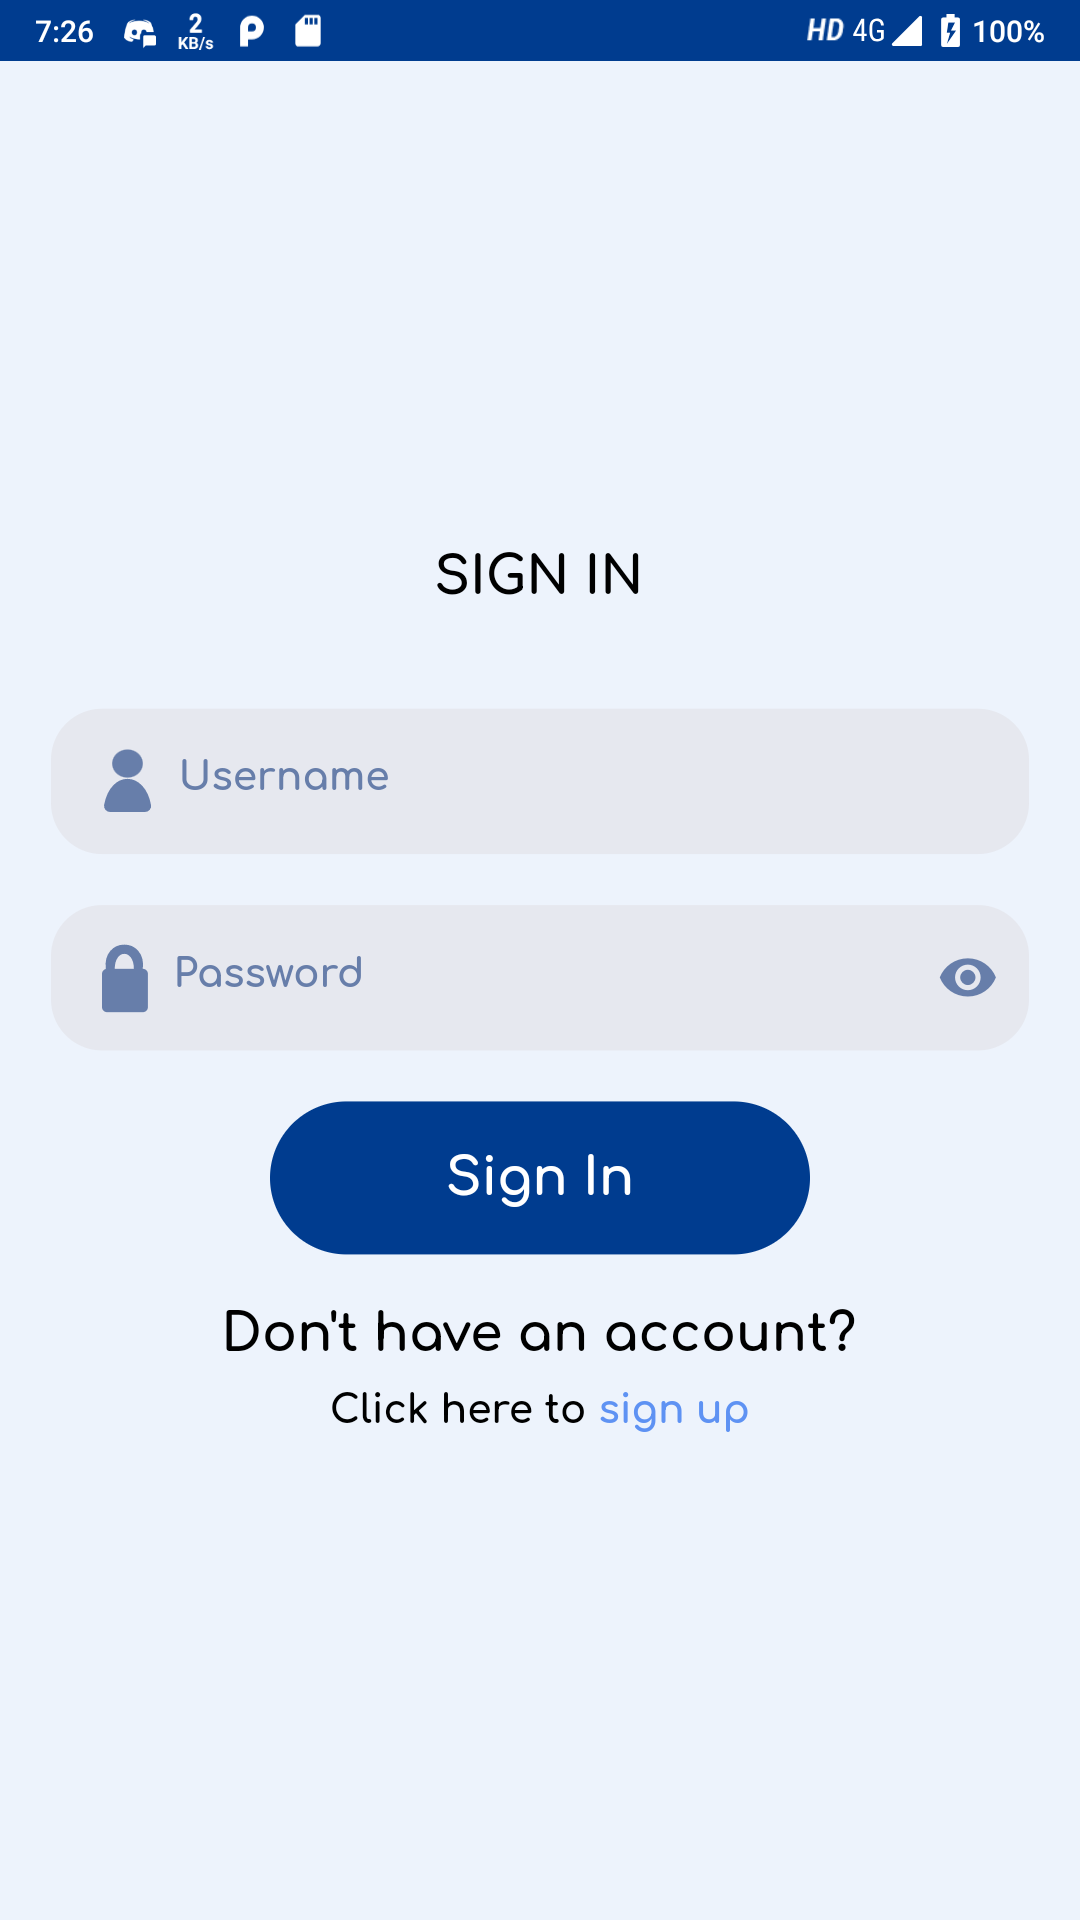 7:26 2 KB/s HD 4G 100%
SIGN IN
Username
Password
Sign In
Don't have an account?
Click here to sign up